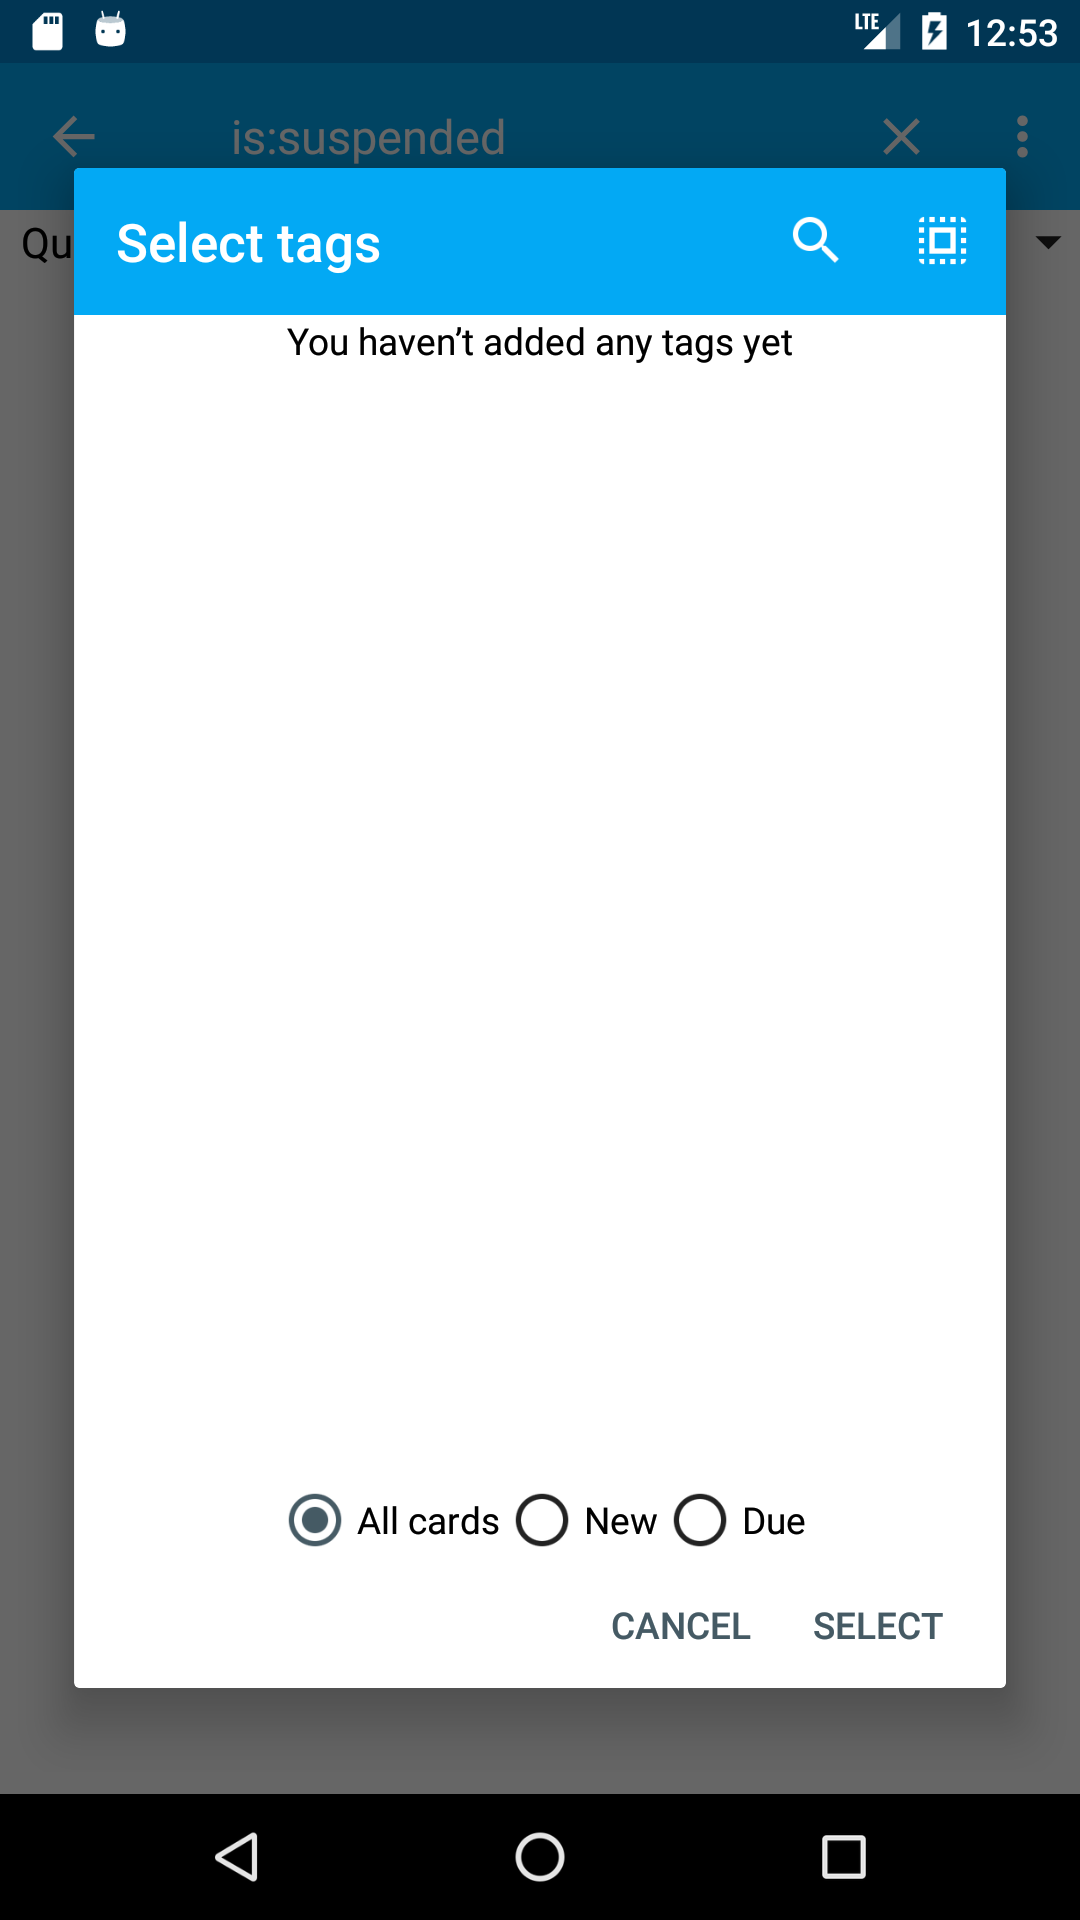 LTE 12:53
is:suspended
Select tags
Qu
You haven’t added any tags yet
All cards New Due
CANCEL SELECT